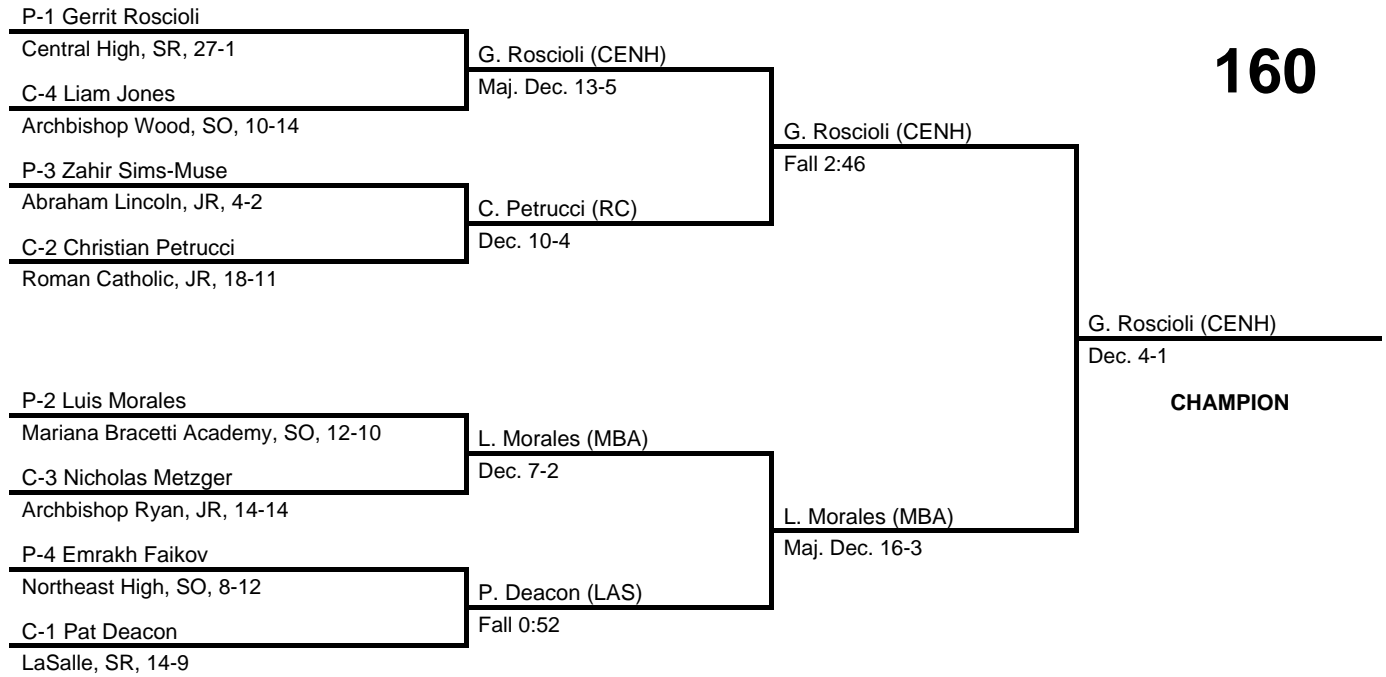 P-1 Gerrit Roscioli
Central High, SR, 27-1
C-4 Liam Jones
Archbishop Wood, SO, 10-14
P-3 Zahir Sims-Muse
Abraham Lincoln, JR, 4-2
C-2 Christian Petrucci
Roman Catholic, JR, 18-11
P-2 Luis Morales
Mariana Bracetti Academy, SO, 12-10
C-3 Nicholas Metzger
Archbishop Ryan, JR, 14-14
P-4 Emrakh Faikov
Northeast High, SO, 8-12
C-1 Pat Deacon
LaSalle, SR, 14-9
G. Roscioli (CENH)
Maj. Dec. 13-5
C. Petrucci (RC)
Dec. 10-4
L. Morales (MBA)
Dec. 7-2
P. Deacon (LAS)
Fall 0:52
G. Roscioli (CENH)
Fall 2:46
L. Morales (MBA)
Maj. Dec. 16-3
160
G. Roscioli (CENH)
Dec. 4-1
CHAMPION